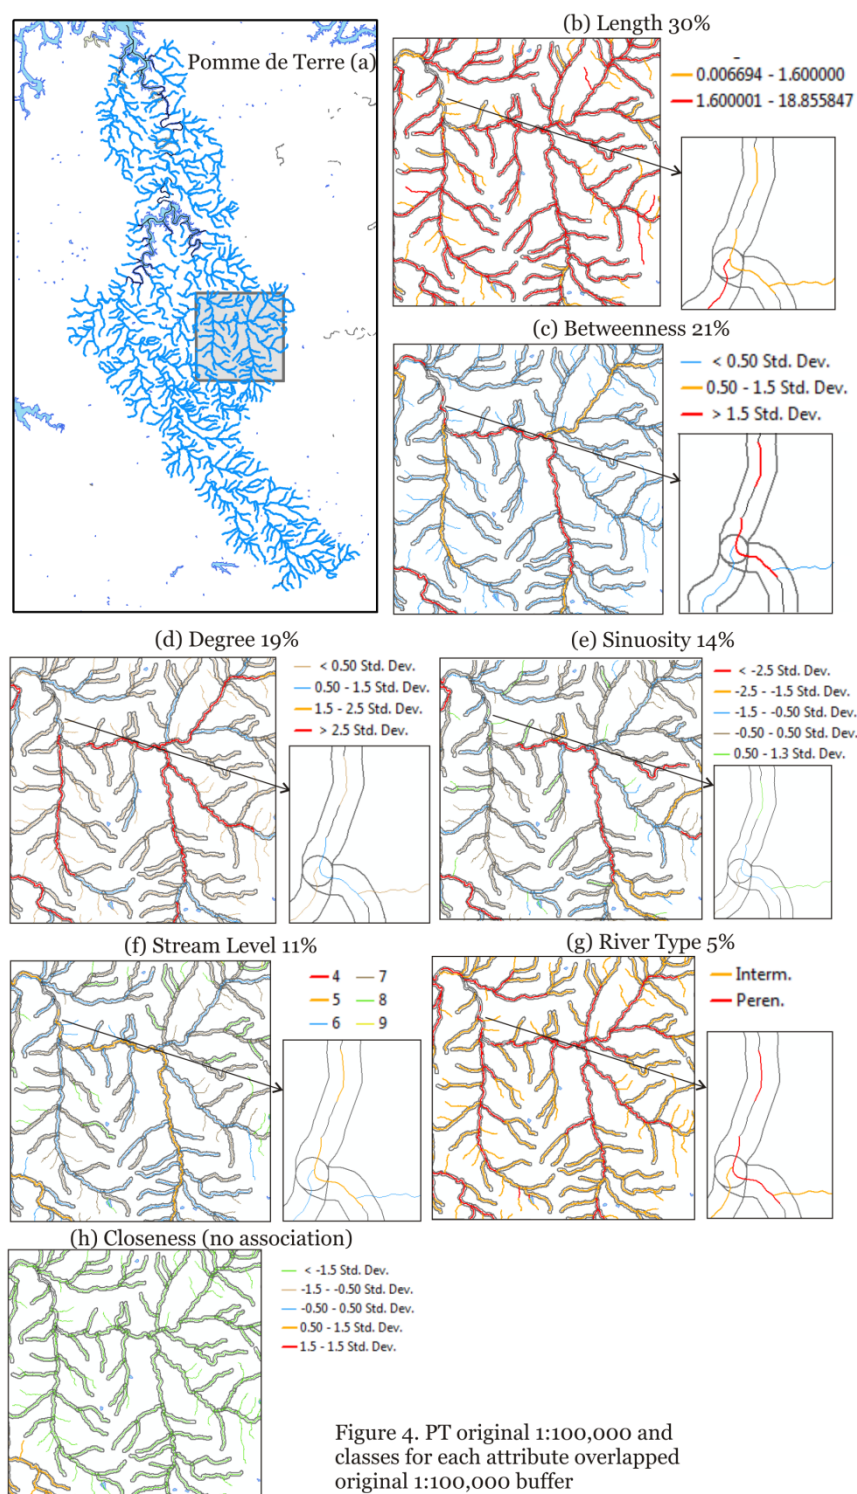 (b) Length 30%
Pomme de Terre (a)
0.006694 - 1.600000
1.600001 - 18.855847
(c) Betweenness 21%
< 0.50 Std. Dev.
0.50 - 1.5 Std. Dev.
> 1.5 Std. Dev.
(d) Degree 19%
< 0.50 Std. Dev.
0.50 - 1.5 Std. Dev.
1.5 - 2.5 Std. Dev.
> 2.5 Std. Dev.
(e) Sinuosity 14%
< -2.5 Std. Dev.
-2.5 - -1.5 Std. Dev.
-1.5 - -0.50 Std. Dev.
-0.50 - 0.50 Std. Dev.
0.50 - 1.3 Std. Dev.
(f) Stream Level 11%
4 7
5 8
6 9
(g) River Type 5%
Interm.
Peren.
(h) Closeness (no association)
< -1.5 Std. Dev.
-1.5 - -0.50 Std. Dev.
-0.50 - 0.50 Std. Dev.
0.50 - 1.5 Std. Dev.
1.5 - 1.5 Std. Dev.
Figure 4. PT original 1:100,000 and
classes for each attribute overlapped
original 1:100,000 buffer